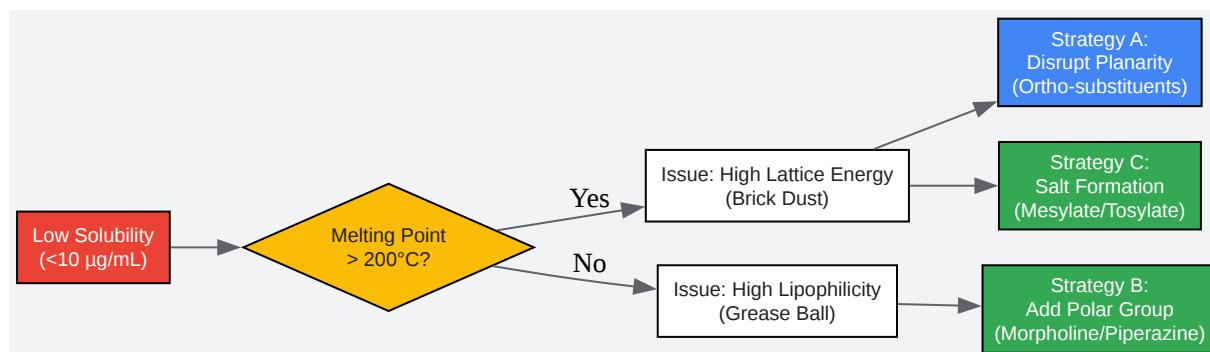 Low Solubility
(<10 µg/mL)
Melting Point
> 200°C?
Yes
No
Issue: High Lattice Energy
(Brick Dust)
Issue: High Lipophilicity
(Grease Ball)
Strategy A:
Disrupt Planarity
(Ortho-substituents)
Strategy C:
Salt Formation
(Mesylate/Tosylate)
Strategy B:
Add Polar Group
(Morpholine/Piperazine)